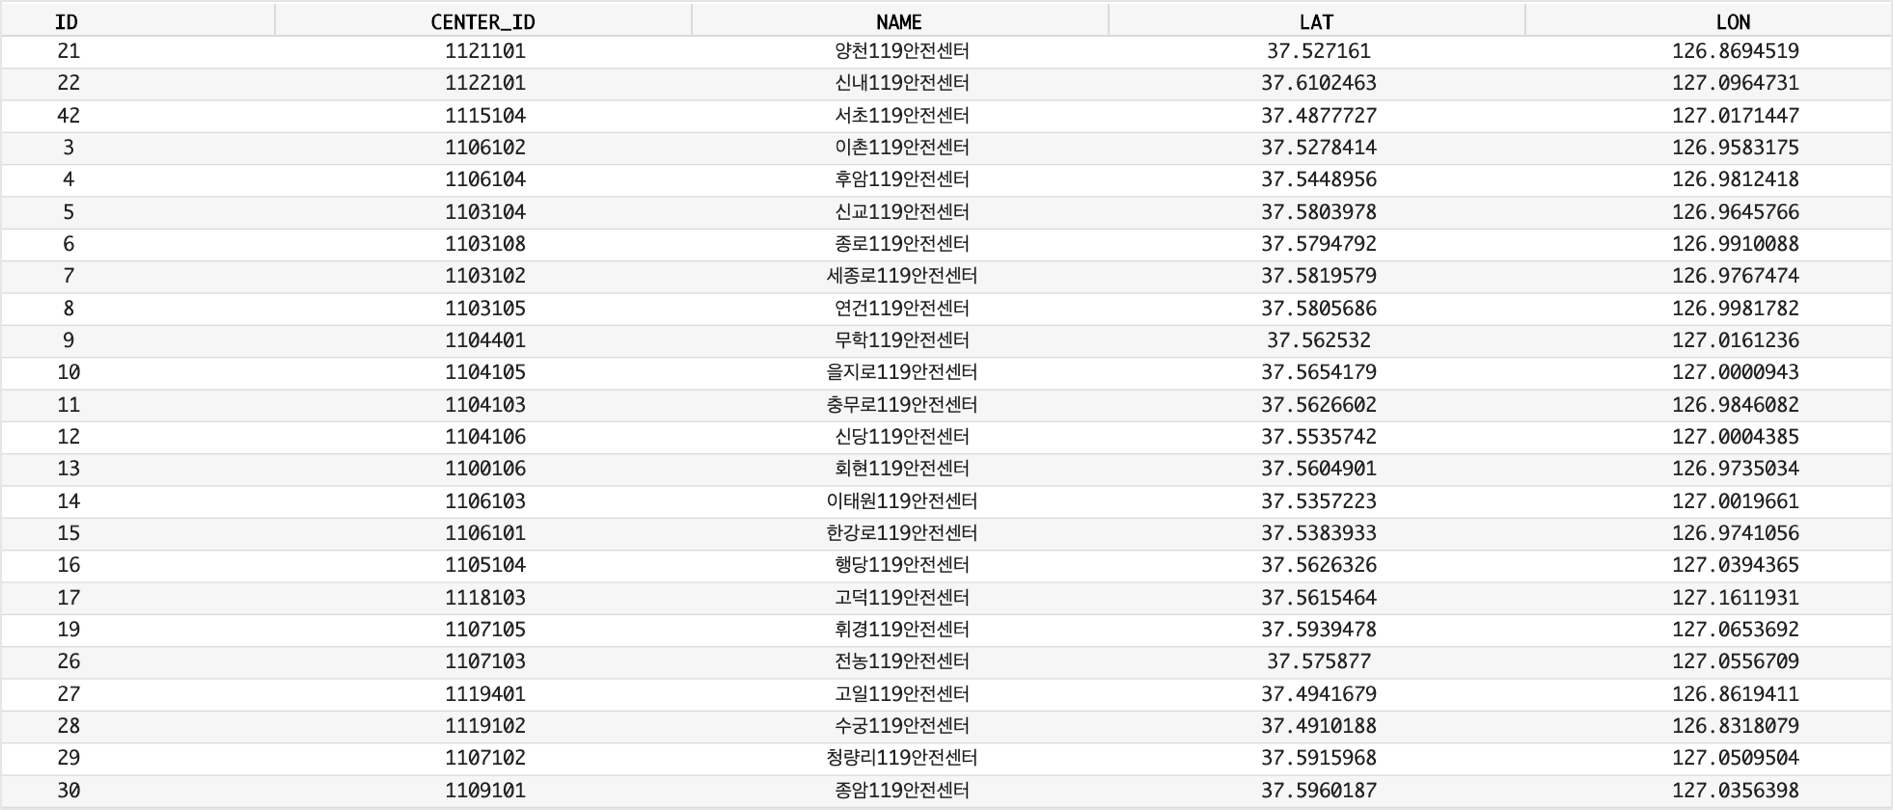 ID CENTER_ID NAME LAT LON
21 1121101 양천119안전센터 37.527161 126.8694519
22 1122101 신내119안전센터 37.6102463 127.0964731
42 1115104 서초119안전센터 37.4877727 127.0171447
3 1106102 이촌119안전센터 37.5278414 126.9583175
4 1106104 후암119안전센터 37.5448956 126.9812418
5 1103104 신교119안전센터 37.5803978 126.9645766
6 1103108 종로119안전센터 37.5794792 126.9910088
7 1103102 세종로119안전센터 37.5819579 126.9767474
8 1103105 연건119안전센터 37.5805686 126.9981782
9 1104401 무학119안전센터 37.562532 127.0161236
10 1104105 을지로119안전센터 37.5654179 127.0000943
11 1104103 충무로119안전센터 37.5626602 126.9846082
12 1104106 신당119안전센터 37.5535742 127.0004385
13 1100106 회현119안전센터 37.5604901 126.9735034
14 1106103 이태원119안전센터 37.5357223 127.0019661
15 1106101 한강로119안전센터 37.5383933 126.9741056
16 1105104 행당119안전센터 37.5626326 127.0394365
17 1118103 고덕119안전센터 37.5615464 127.1611931
19 1107105 휘경119안전센터 37.5939478 127.0653692
26 1107103 전농119안전센터 37.575877 127.0556709
27 1119401 고일119안전센터 37.4941679 126.8619411
28 1119102 수궁119안전센터 37.4910188 126.8318079
29 1107102 청량리119안전센터 37.5915968 127.0509504
30 1109101 종암119안전센터 37.5960187 127.0356398